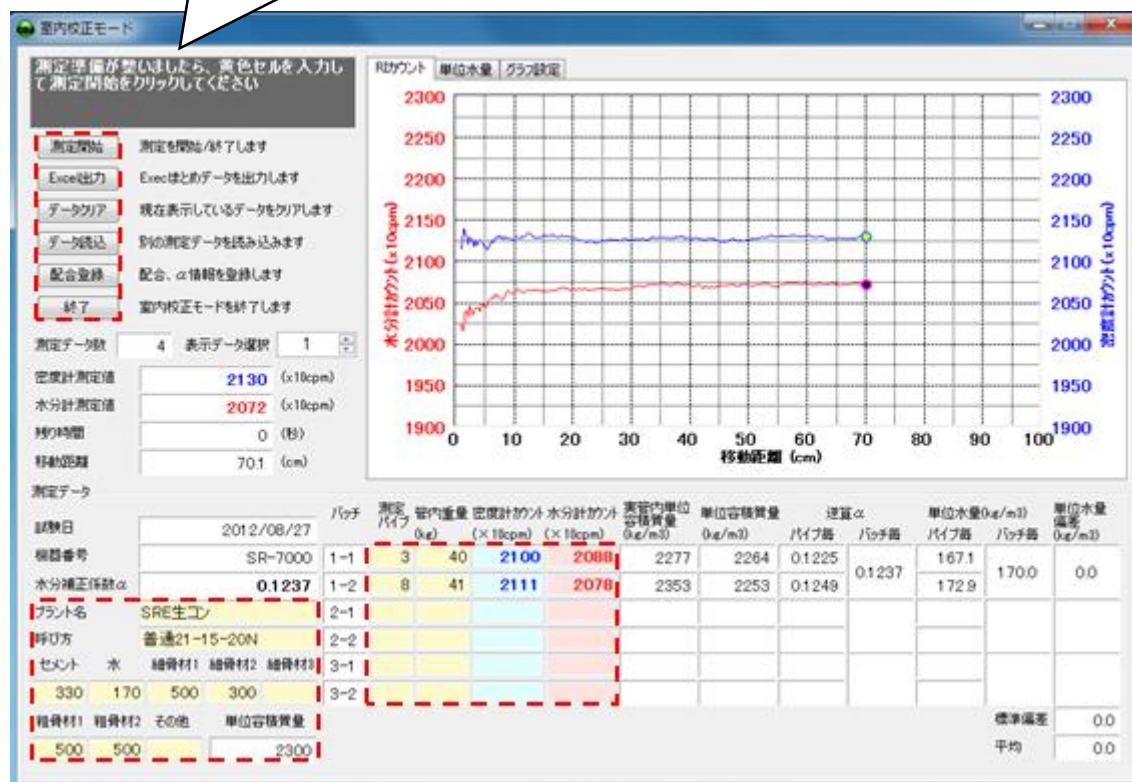 室内校正モード
測定準備が整いましたら、黄色セルを入力し
て測定開始をクリックしてください
測定開始 測定を開始/終了します
Excel出力 Execまとめデータを出力します
データクリア 現在表示しているデータをクリアします
データ読込 別の測定データを読み込みます
配合登録 配合、α情報を登録します
終了 室内校正モードを終了します
測定データ数 4 表示データ選択 1
密度計測定値 2130 (x10cpm)
水分計測定値 2072 (x10cpm)
残り時間 0 (秒)
移動距離 70.1 (cm)
RIカウント 単位水量 グラフ設定
水分計カウント(x10cpm)
2300
2250
2200
2150
2100
2050
2000
1950
1900
0 10 20 30 40 50 60 70 80 90 100
移動距離 (cm)
2300
2250
2200
2150
2100
2050
2000
1950
1900
密度計カウント(x10cpm)
測定データ
試験日 2012/08/27
機器番号 SR-7000
水分補正係数α 0.1237
プラント名 SRE生コン
呼び方 普通21-15-20N
セメント 水 細骨材1 細骨材2 細骨材3
330 170 500 300
粗骨材1 粗骨材2 その他 単位容積質量
500 500 2300
バッチ 測定パイプ 管内重量(kg) 密度計カウント(×10cpm) 水分計カウント(×10cpm) 実管内単位容積質量(kg/m3) 単位容積質量(kg/m3) 逆算α パイプ毎 バッチ毎 単位水量(kg/m3) パイプ毎 バッチ毎 単位水量偏差(kg/m3)
1-1 3 40 2100 2088 2277 2264 0.1225 0.1237 167.1 170.0 0.0
1-2 8 41 2111 2078 2353 2253 0.1249 172.9
2-1
2-2
3-1
3-2
標準偏差 0.0
平均 0.0